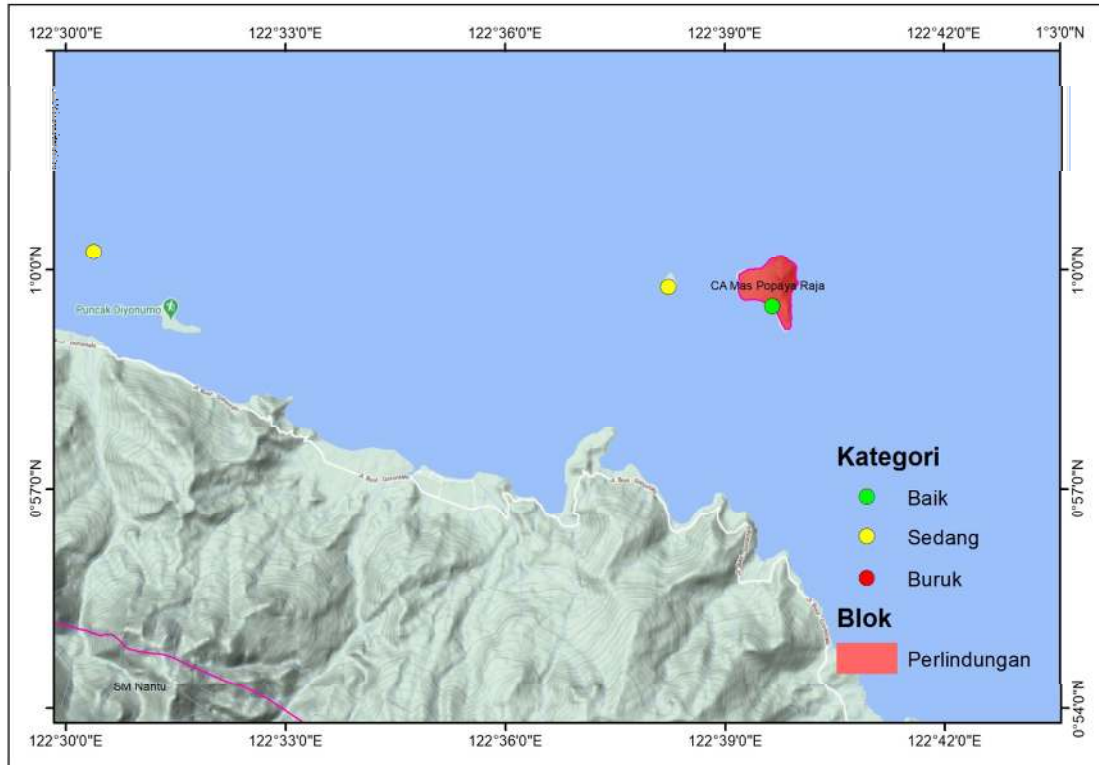 122°30'0"E
122°33'0"E
122°36'0"E
122°39'0"E
122°42'0"E
1°3'0"N
1°0'0"N
1°0'0"N
CA Mas Popaya Raja
Puncak Diyonumo
Kategori
Baik
0°57'0"N
0°57'0"N
Sedang
Buruk
Blok
Perlindungan
SM Nantu
0°54'0"N
122°30'0"E
122°33'0"E
122°36'0"E
122°39'0"E
122°42'0"E